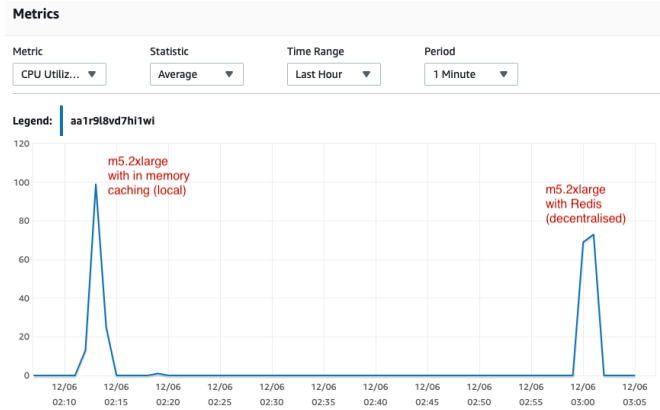 Metrics
Metric Statistic Time Range Period
CPU Utiliz... Average Last Hour 1 Minute
Legend: aa1r9l8vd7hi1wi
120
m5.2xlarge
with in memory
caching (local)
m5.2xlarge
with Redis
(decentralised)
100
80
60
40
20
0
12/06 12/06 12/06 12/06 12/06 12/06 12/06 12/06 12/06 12/06 12/06 12/06
02:10 02:15 02:20 02:25 02:30 02:35 02:40 02:45 02:50 02:55 03:00 03:05